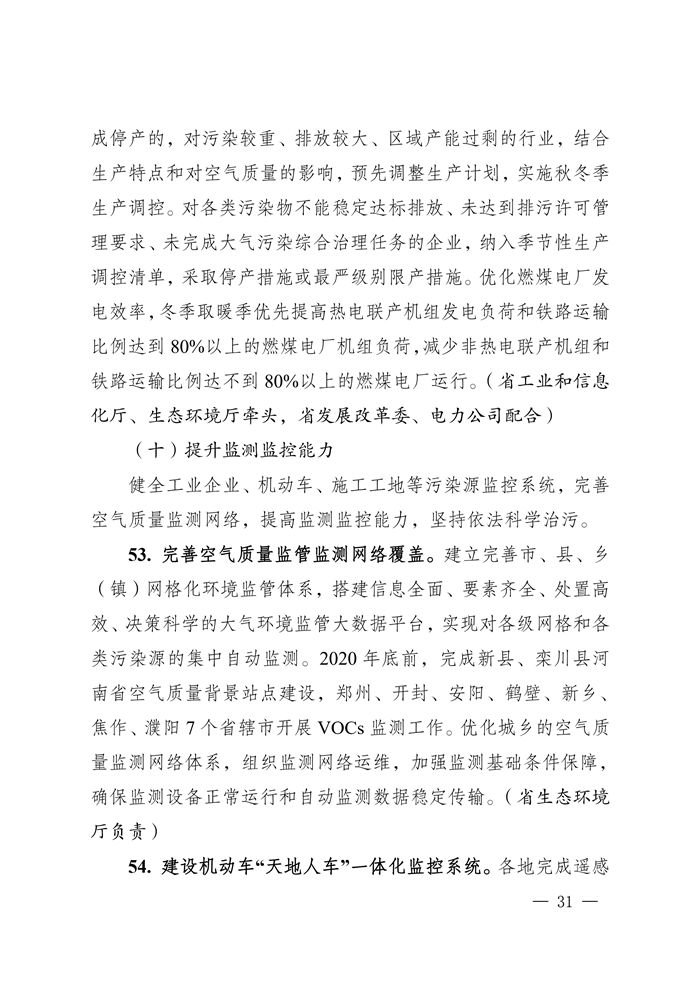 成停产的，对污染较重、排放较大、区域产能过剩的行业，结合
生产特点和对空气质量的影响，预先调整生产计划，实施秋冬季
生产调控。对各类污染物不能稳定达标排放、未达到排污许可管
理要求、未完成大气污染综合治理任务的企业，纳入季节性生产
调控清单，采取停产措施或最严级别限产措施。优化燃煤电厂发
电效率，冬季取暖季优先提高热电联产机组发电负荷和铁路运输
比例达到 80%以上的燃煤电厂机组负荷，减少非热电联产机组和
铁路运输比例达不到 80%以上的燃煤电厂运行。（省工业和信息
化厅、生态环境厅牵头，省发展改革委、电力公司配合）
（十）提升监测监控能力
健全工业企业、机动车、施工工地等污染源监控系统，完善
空气质量监测网络，提高监测监控能力，坚持依法科学治污。
53. 完善空气质量监管监测网络覆盖。建立完善市、县、乡
（镇）网格化环境监管体系，搭建信息全面、要素齐全、处置高
效、决策科学的大气环境监管大数据平台，实现对各级网格和各
类污染源的集中自动监测。2020 年底前，完成新县、栾川县河
南省空气质量背景站点建设，郑州、开封、安阳、鹤壁、新乡、
焦作、濮阳 7 个省辖市开展 VOCs 监测工作。优化城乡的空气质
量监测网络体系，组织监测网络运维，加强监测基础条件保障，
确保监测设备正常运行和自动监测数据稳定传输。（省生态环境
厅负责）
54. 建设机动车“天地人车”一体化监控系统。各地完成遥感
— 31 —